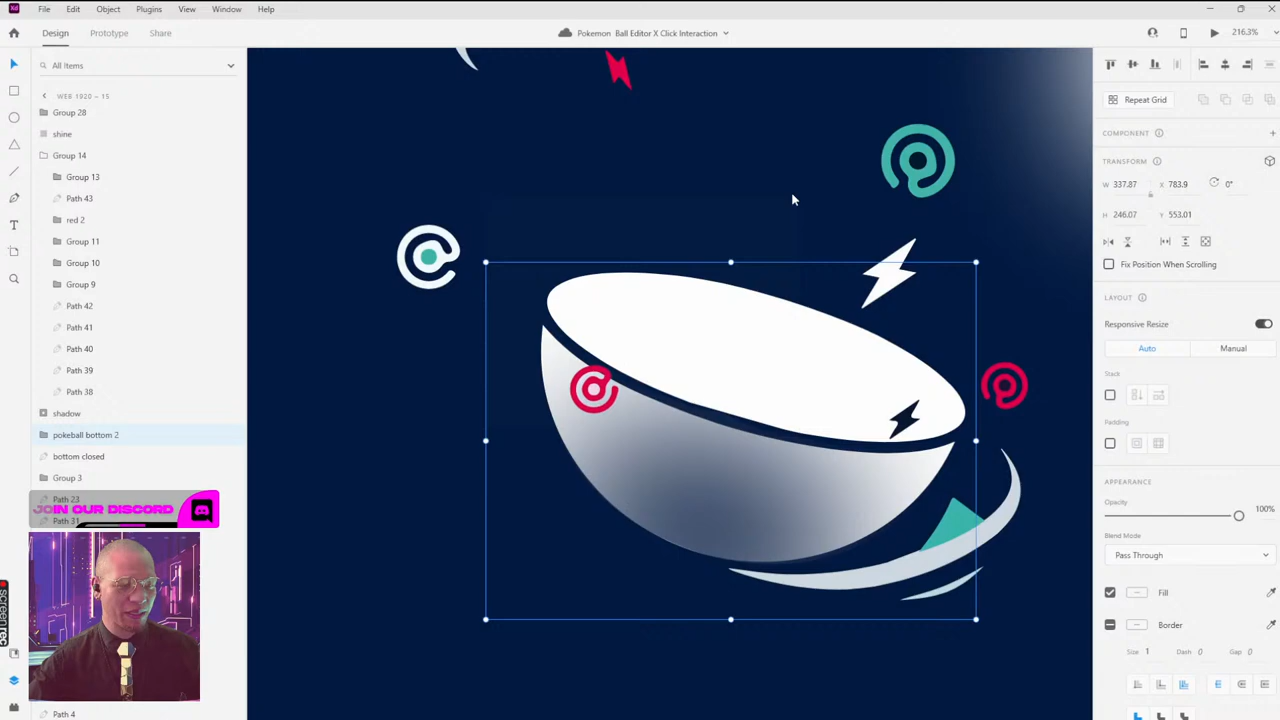 Xd File Edit Object Plugins View Window Help
Design Prototype Share
Pokemon Ball Editor X Click Interaction
216.3%
All Items
WEB 1920 – 15
Group 28
shine
Group 14
Group 13
Path 43
red 2
Group 11
Group 10
Group 9
Path 42
Path 41
Path 40
Path 39
Path 38
shadow
pokeball bottom 2
bottom closed
Group 3
Path 23
Path 31
JOIN OUR DISCORD
Path 4
Repeat Grid
COMPONENT
TRANSFORM
W 337.87 X 783.9 0°
H 246.07 Y 553.01
Fix Position When Scrolling
LAYOUT
Responsive Resize
Auto Manual
Stack
Padding
APPEARANCE
Opacity
100%
Blend Mode
Pass Through
Fill
Border
Size 1 Dash 0 Gap 0